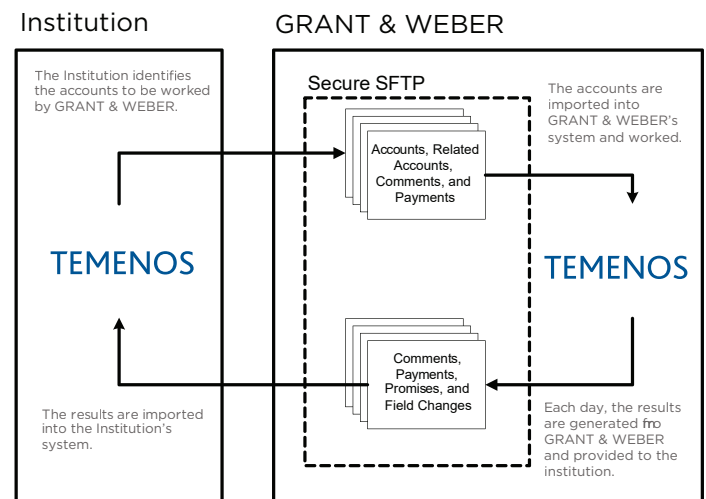 Institution
GRANT & WEBER
The Institution identifies
the accounts to be worked
by GRANT & WEBER.
Secure SFTP
The accounts are
imported into
GRANT & WEBER's
system and worked.
Accounts, Related
Accounts,
Comments, and
Payments
TEMENOS
TEMENOS
Comments,
Payments,
Promises, and
Field Changes
The results are imported
into the Institution's
system.
Each day, the results
are generated fro
GRANT & WEBER
and provided to the
institution.